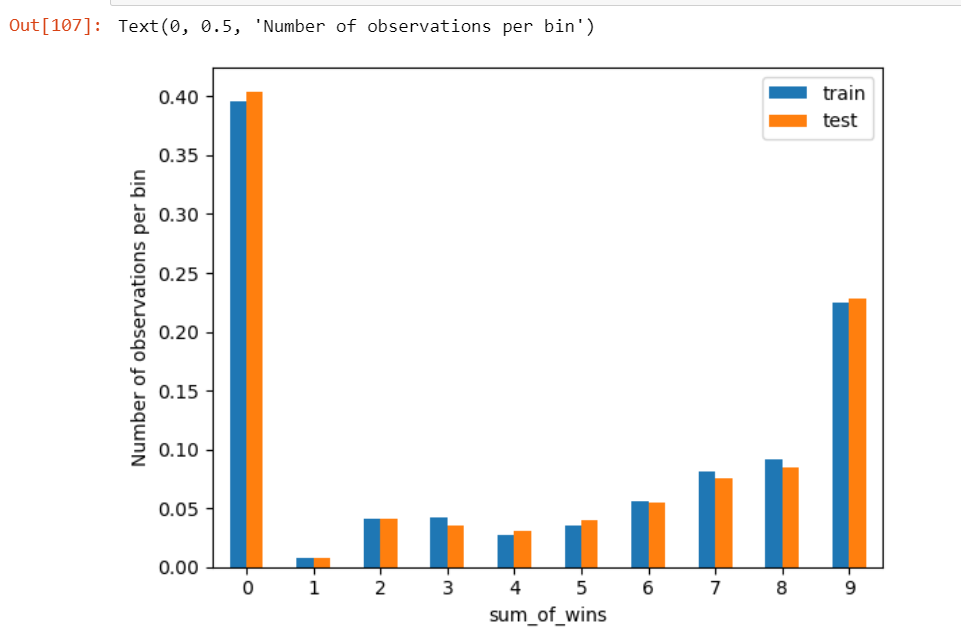 Out[107]: Text(0, 0.5, 'Number of observations per bin')
train
test
Number of observations per bin
0.40
0.35
0.30
0.25
0.20
0.15
0.10
0.05
0.00
0 1 2 3 4 5 6 7 8 9
sum_of_wins